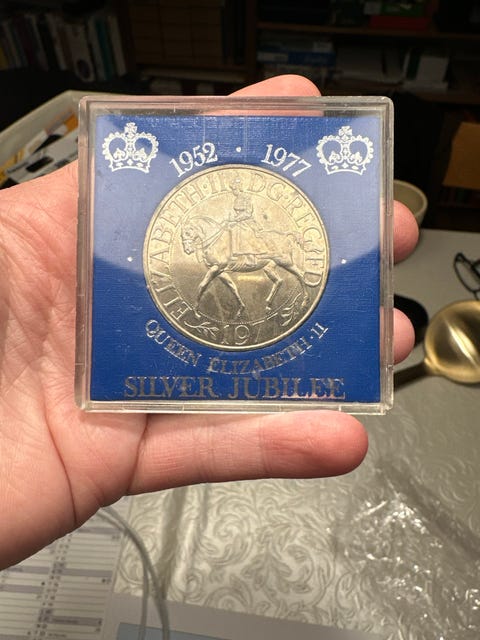 1952 · 1977
ELIZABETH·II D·G·REG F·D
1977
QUEEN ELIZABETH·II
SILVER JUBILEE